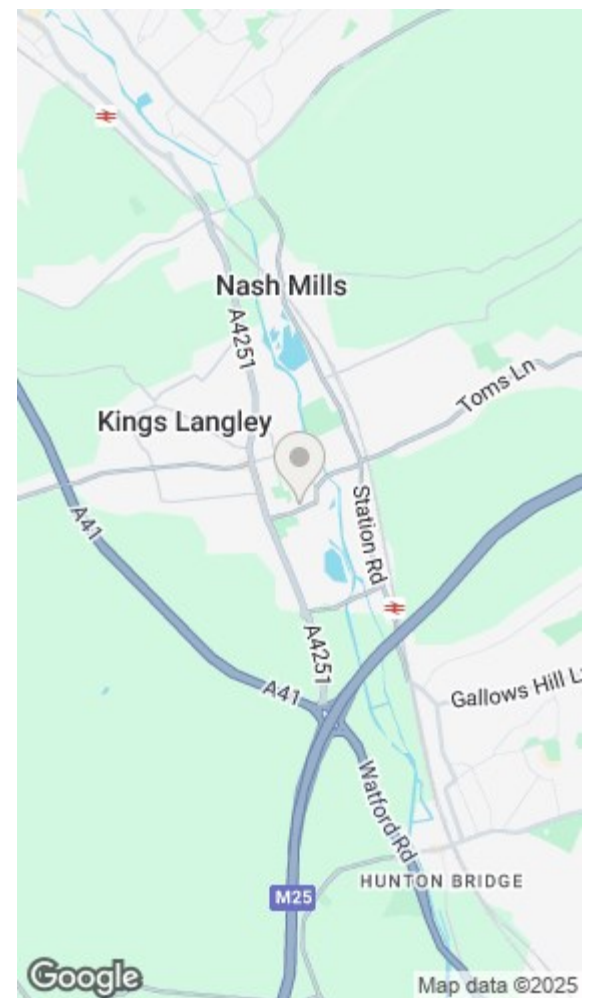 Nash Mills
A4251
Toms Ln
Kings Langley
A41
Station Rd
A4251
A41
Gallows Hill L
Watford Rd
HUNTON BRIDGE
M25
Google
Map data ©2025